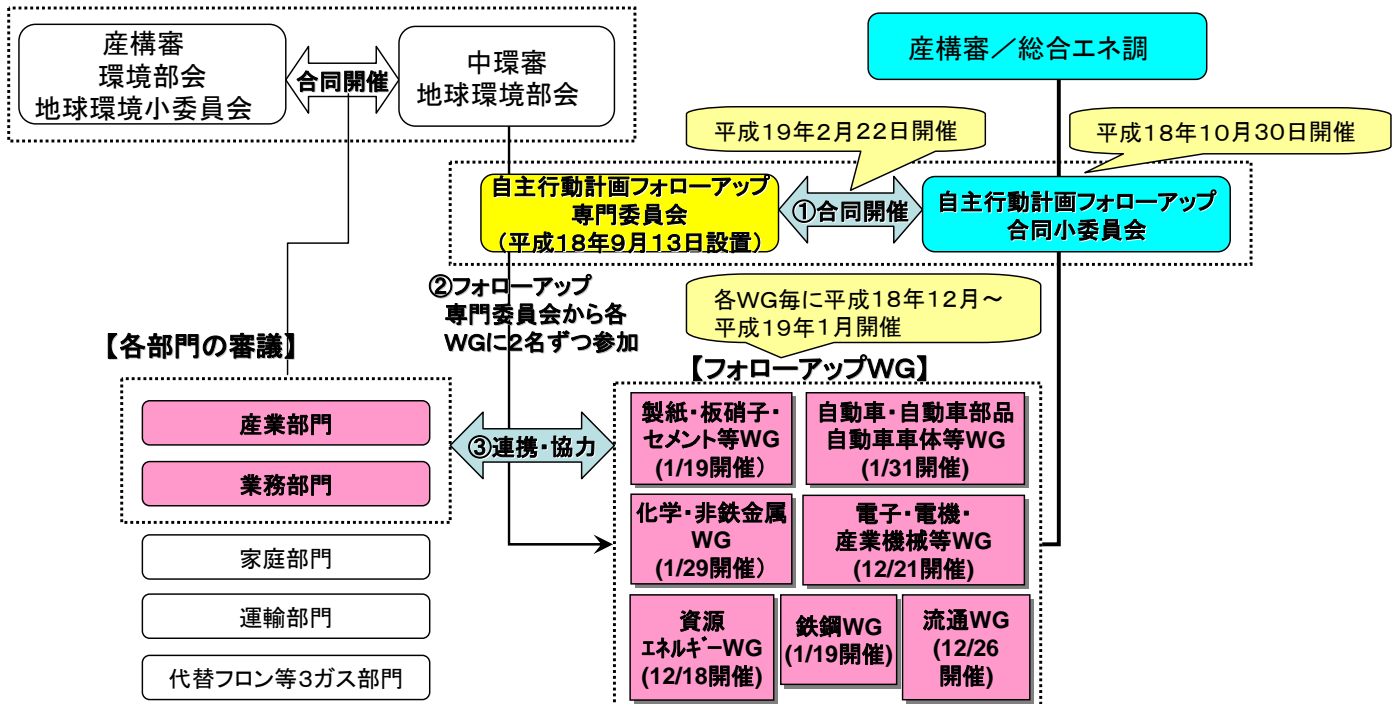 産構審
環境部会
地球環境小委員会
合同開催
中環審
地球環境部会
産構審／総合エネ調
平成19年2月22日開催
平成18年10月30日開催
自主行動計画フォローアップ
専門委員会
（平成18年9月13日設置）
①合同開催
自主行動計画フォローアップ
合同小委員会
②フォローアップ
専門委員会から各
WGに2名ずつ参加
各WG毎に平成18年12月～
平成19年1月開催
【各部門の審議】
【フォローアップWG】
産業部門
業務部門
家庭部門
運輸部門
代替フロン等3ガス部門
③連携・協力
製紙・板硝子・
セメント等WG
(1/19開催）
自動車・自動車部品
自動車車体等WG
(1/31開催)
化学・非鉄金属
WG
(1/29開催）
電子・電機・
産業機械等WG
(12/21開催)
資源
エネルギーWG
(12/18開催)
鉄鋼WG
(1/19開催)
流通WG
(12/26
開催)